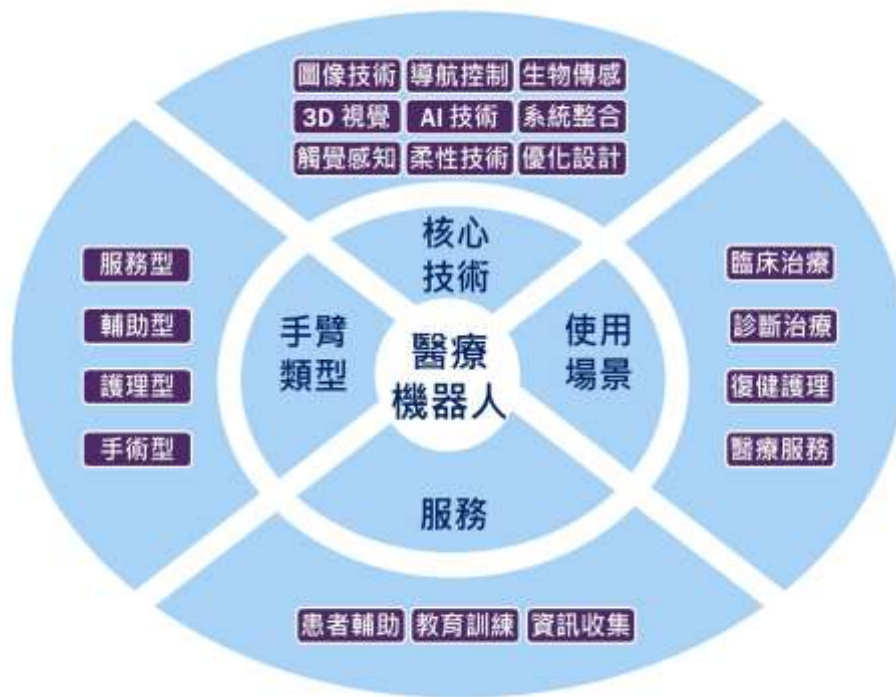 圖像技術 導航控制 生物傳感
3D 視覺 AI 技術 系統整合
觸覺感知 柔性技術 優化設計
核心
技術
服務型
輔助型
護理型
手術型
手臂
類型
醫療
機器人
使用
場景
臨床治療
診斷治療
復健護理
醫療服務
服務
患者輔助 教育訓練 資訊收集